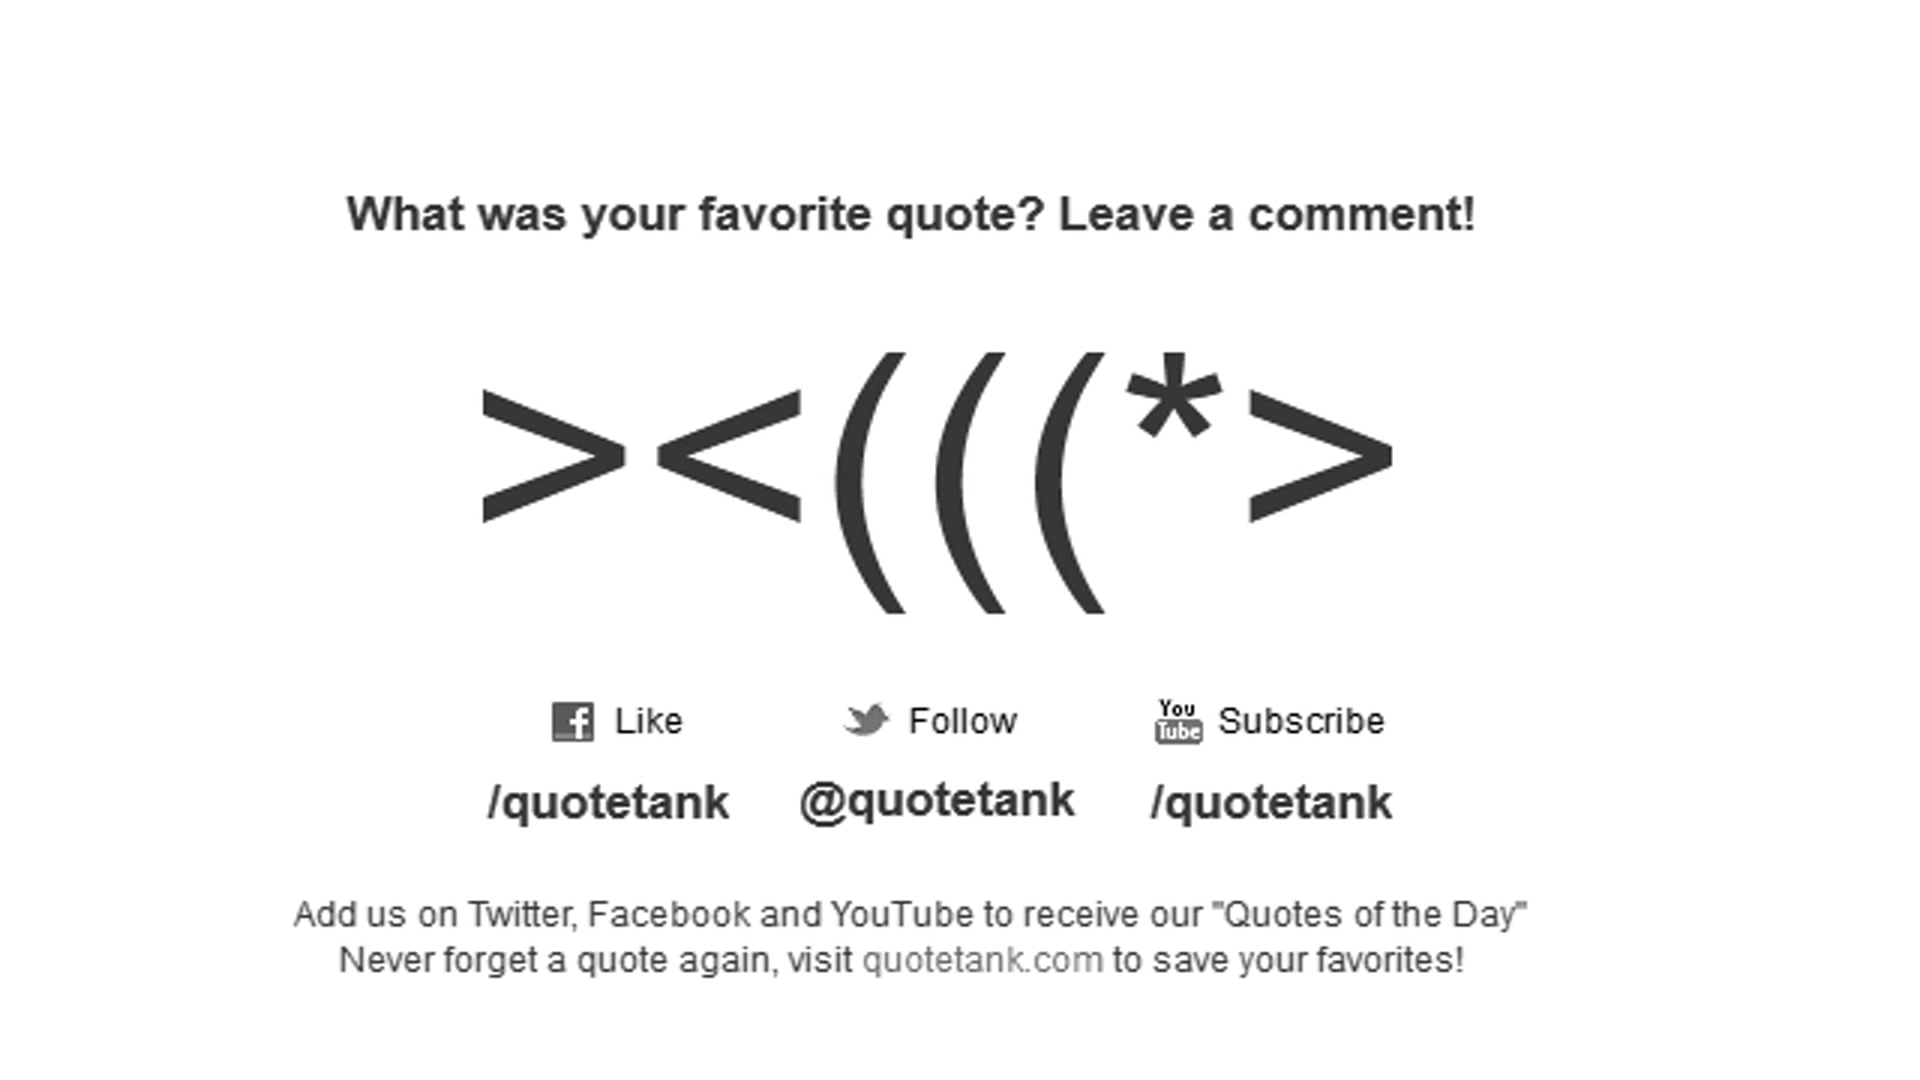 What was your favorite quote? Leave a comment!
><(((*>
f Like Follow You Tube Subscribe
/quotetank @quotetank /quotetank
Add us on Twitter, Facebook and YouTube to receive our "Quotes of the Day"
Never forget a quote again, visit quotetank.com to save your favorites!